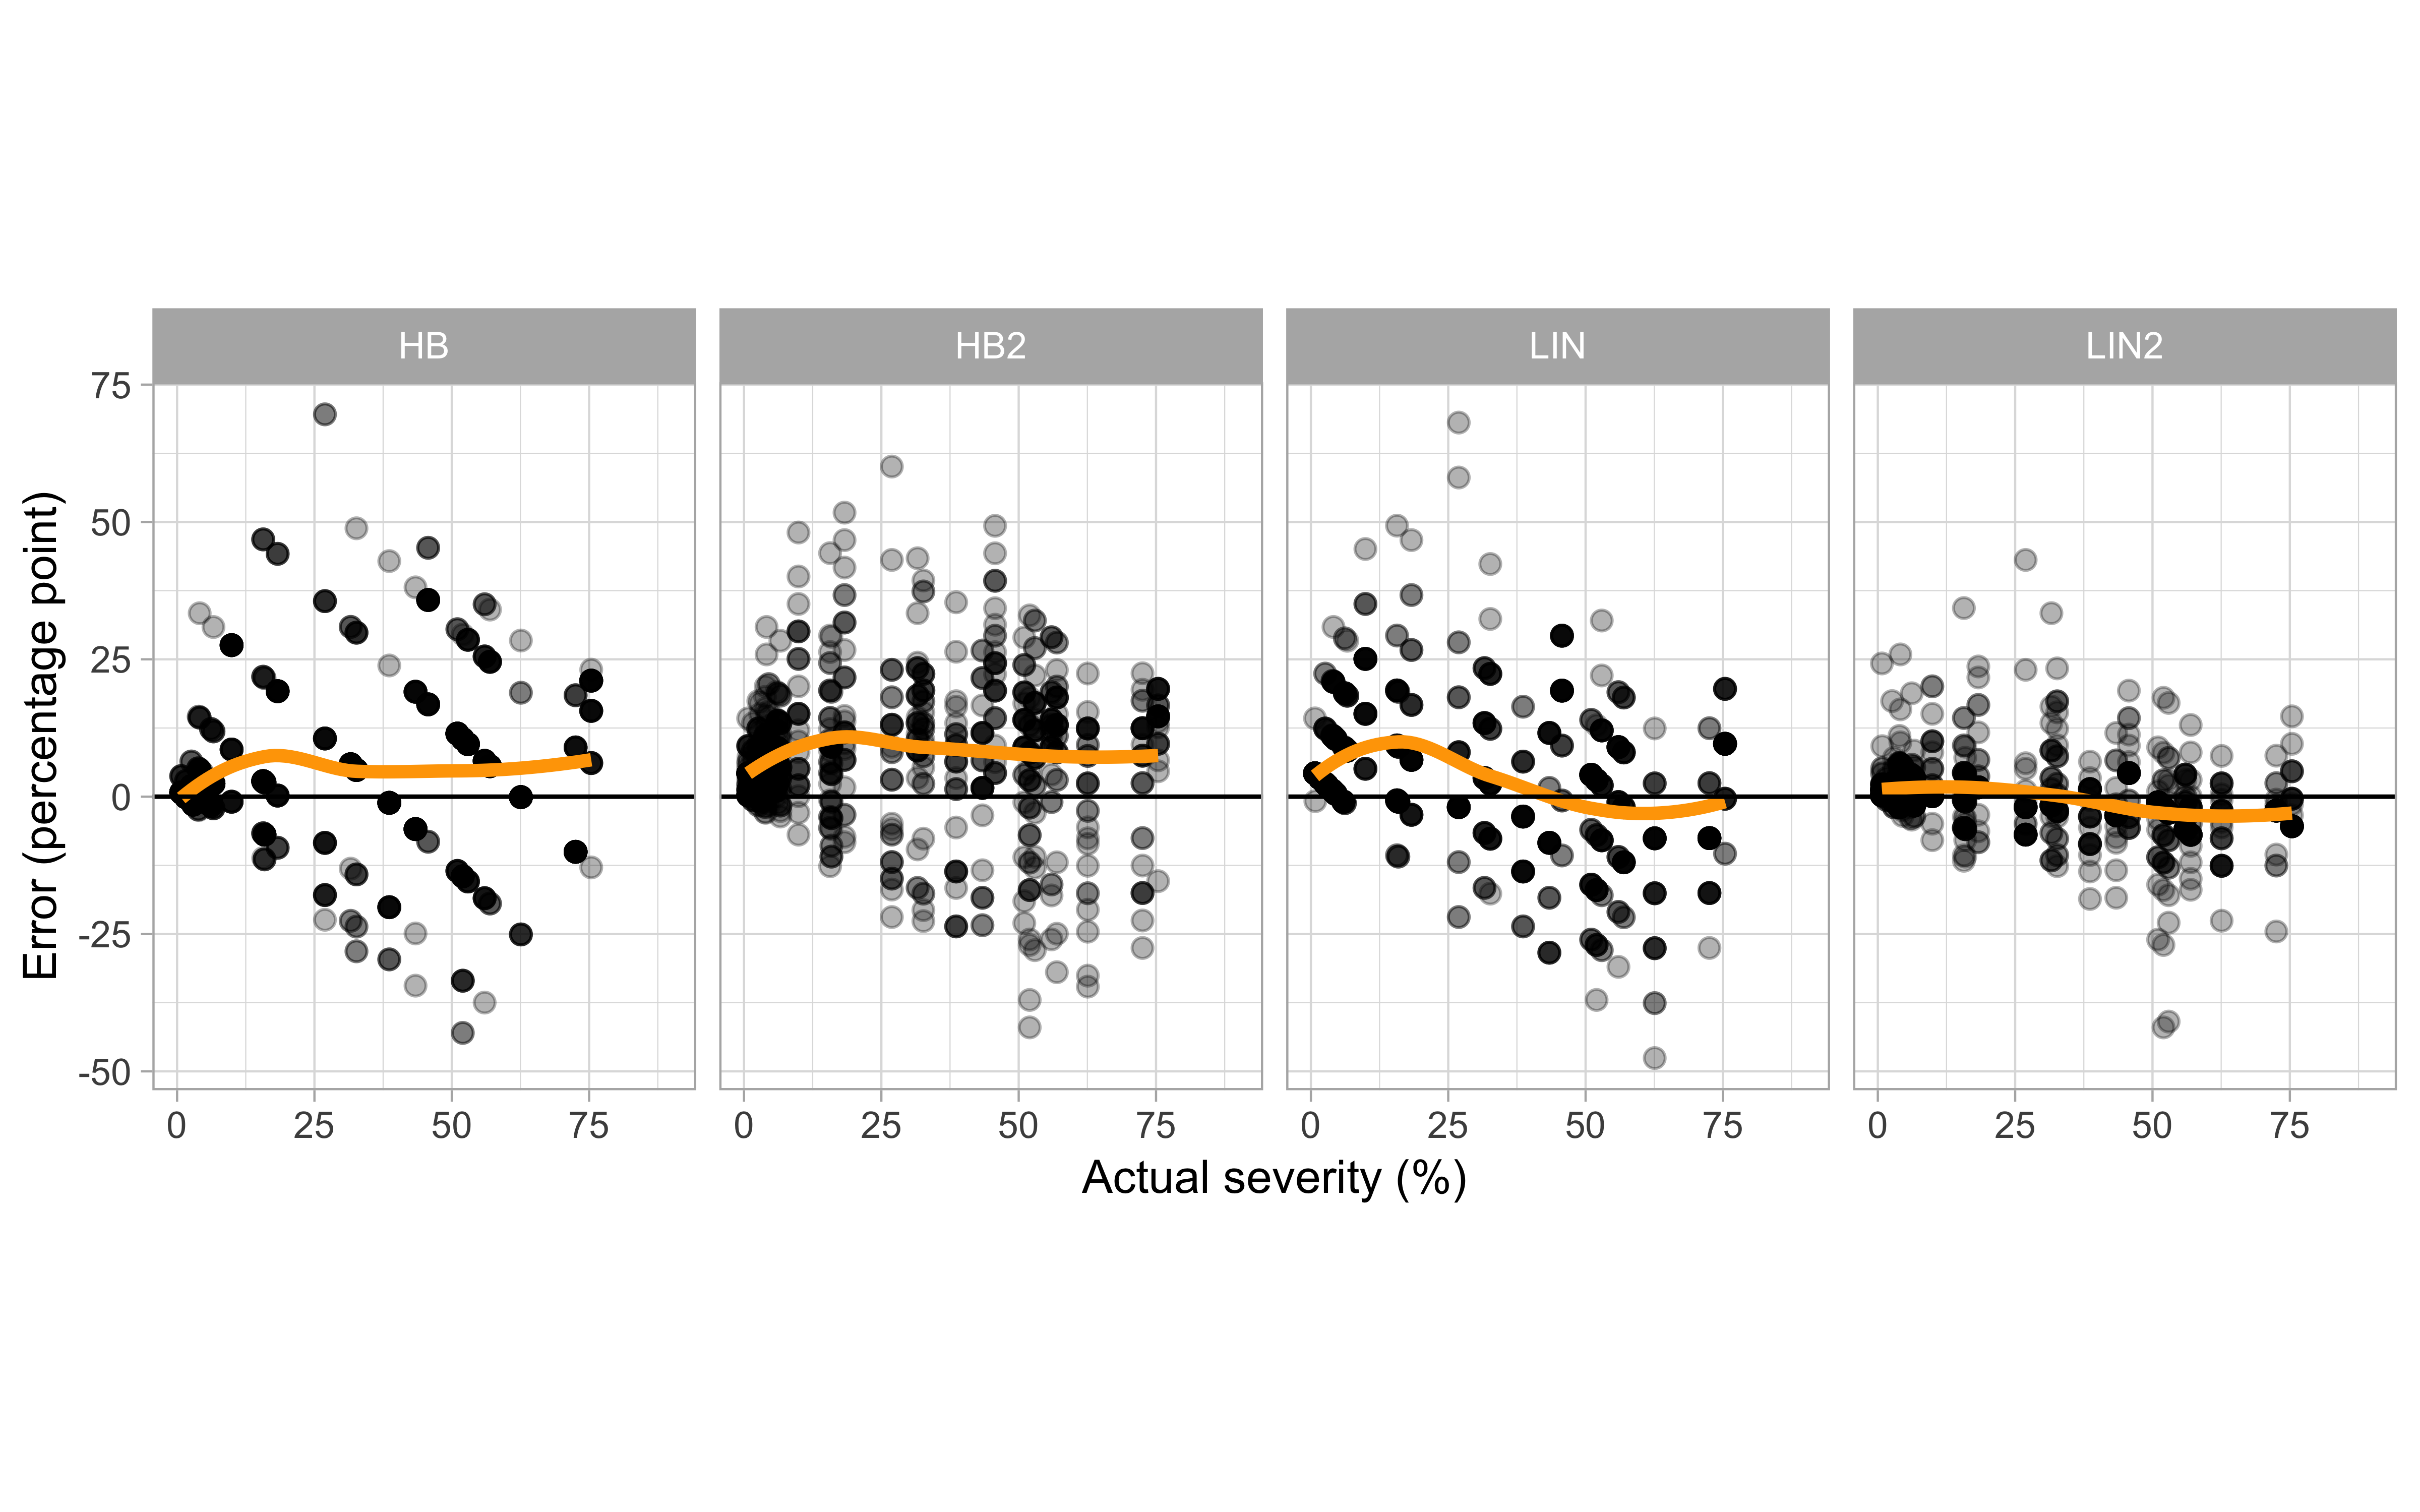 HB HB2 LIN LIN2
75
50
25
0
-25
-50
Error (percentage point)
0 25 50 75 0 25 50 75 0 25 50 75 0 25 50 75
Actual severity (%)